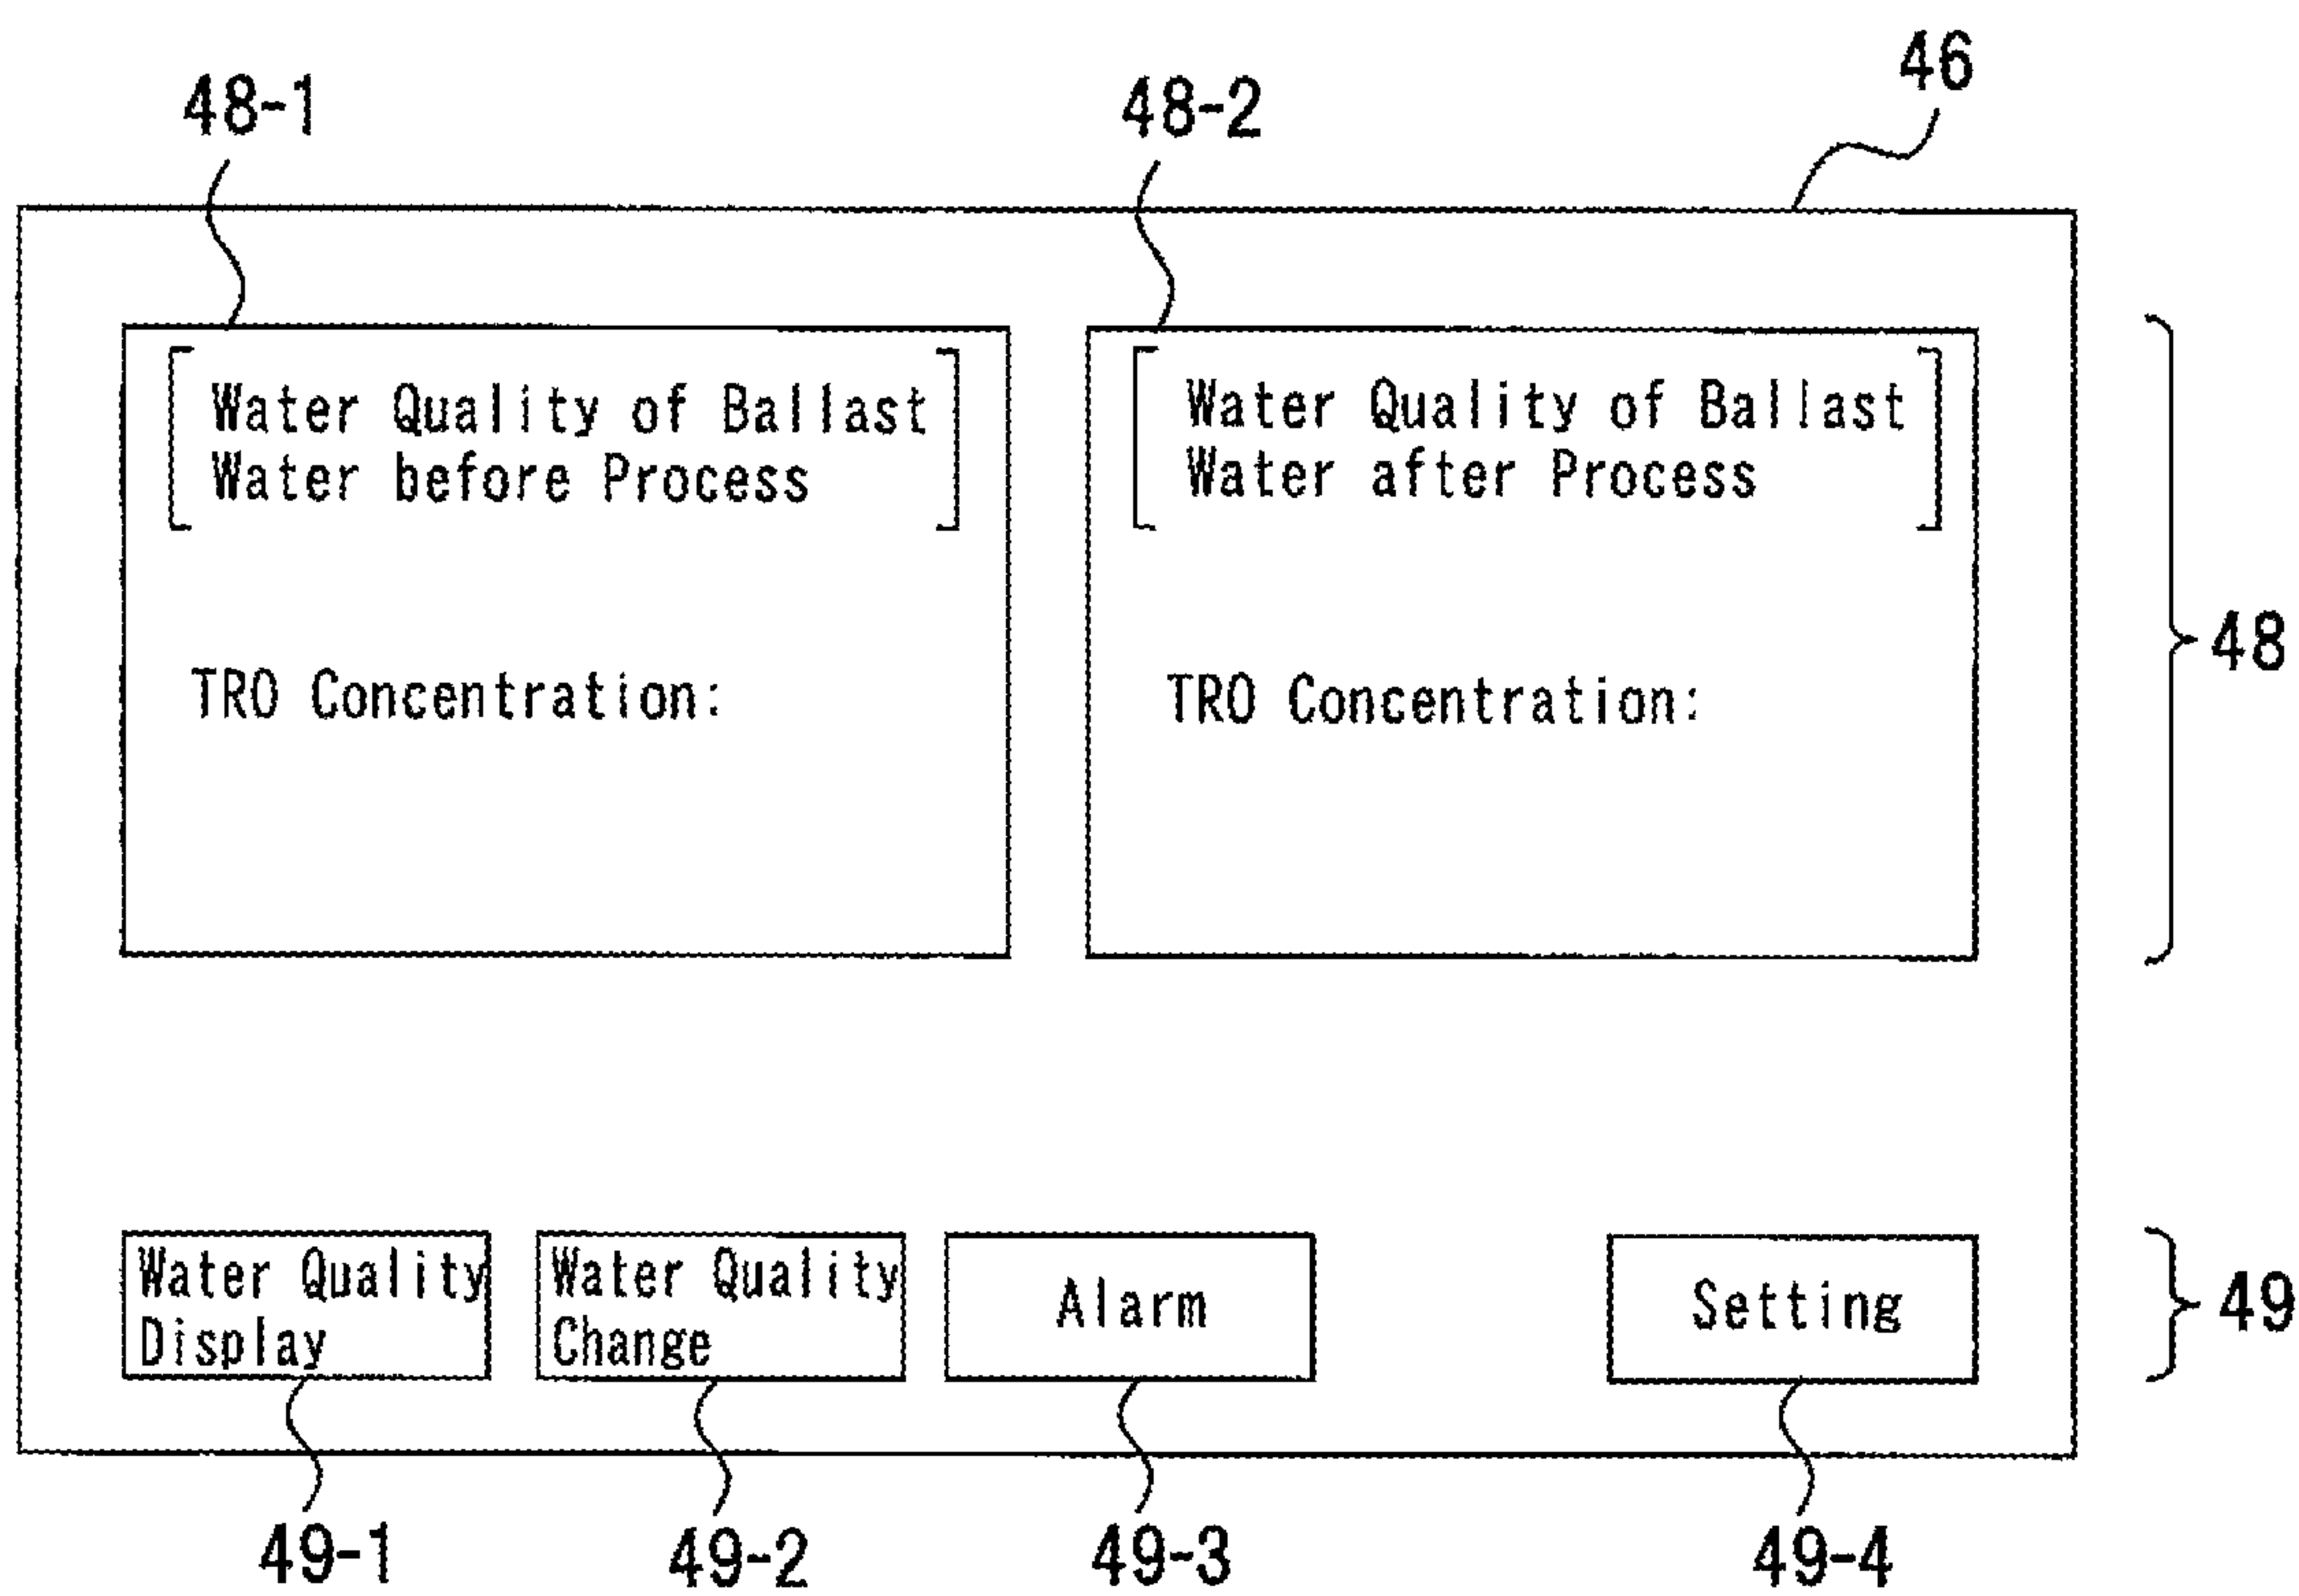 46
48-1
48-2
Water Quality of Ballast
Water before Process
TRO Concentration:
Water Quality of Ballast
Water after Process
TRO Concentration:
48
Water Quality
Display
Water Quality
Change
Alarm
Setting
49
49-1
49-2
49-3
49-4